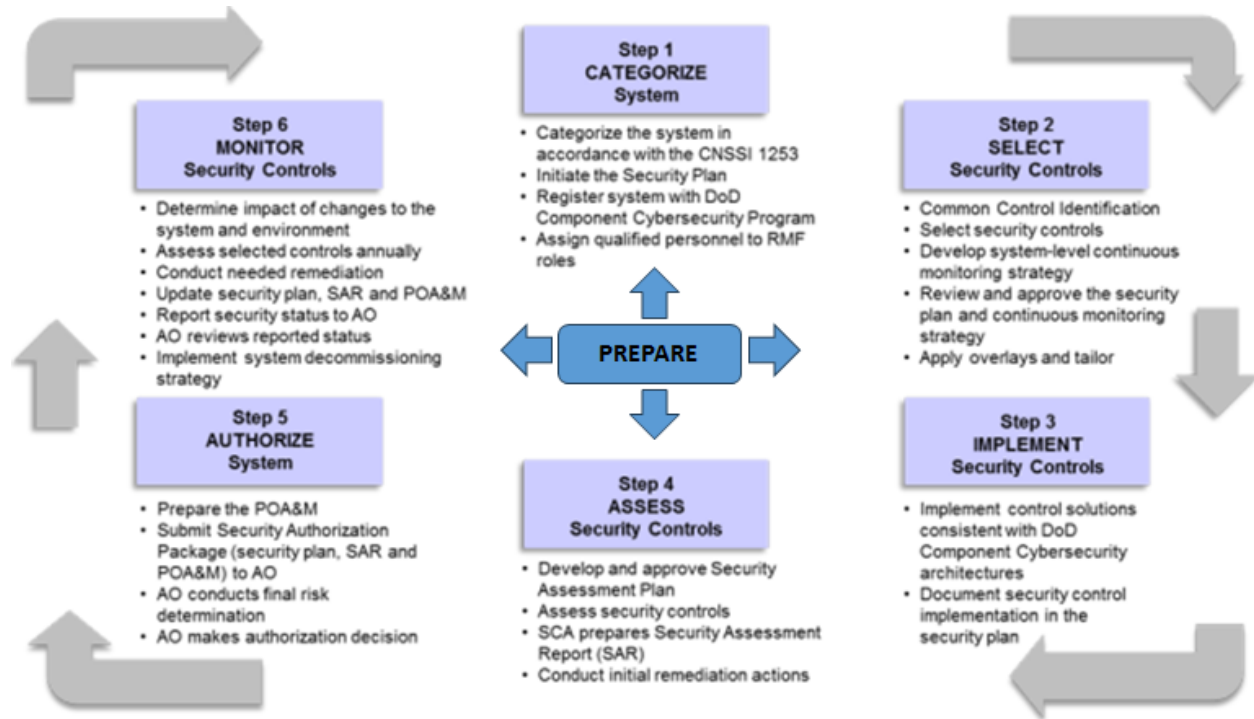 Step 1
CATEGORIZE
System
• Categorize the system in
accordance with the CNSSI 1253
• Initiate the Security Plan
• Register system with DoD
Component Cybersecurity Program
• Assign qualified personnel to RMF
roles
Step 2
SELECT
Security Controls
• Common Control Identification
• Select security controls
• Develop system-level continuous
monitoring strategy
• Review and approve the security
plan and continuous monitoring
strategy
• Apply overlays and tailor
Step 3
IMPLEMENT
Security Controls
• Implement control solutions
consistent with DoD
Component Cybersecurity
architectures
• Document security control
implementation in the
security plan
Step 4
ASSESS
Security Controls
• Develop and approve Security
Assessment Plan
• Assess security controls
• SCA prepares Security Assessment
Report (SAR)
• Conduct initial remediation actions
Step 5
AUTHORIZE
System
• Prepare the POA&M
• Submit Security Authorization
Package (security plan, SAR and
POA&M) to AO
• AO conducts final risk
determination
• AO makes authorization decision
Step 6
MONITOR
Security Controls
• Determine impact of changes to the
system and environment
• Assess selected controls annually
• Conduct needed remediation
• Update security plan, SAR and POA&M
• Report security status to AO
• AO reviews reported status
• Implement system decommissioning
strategy
PREPARE